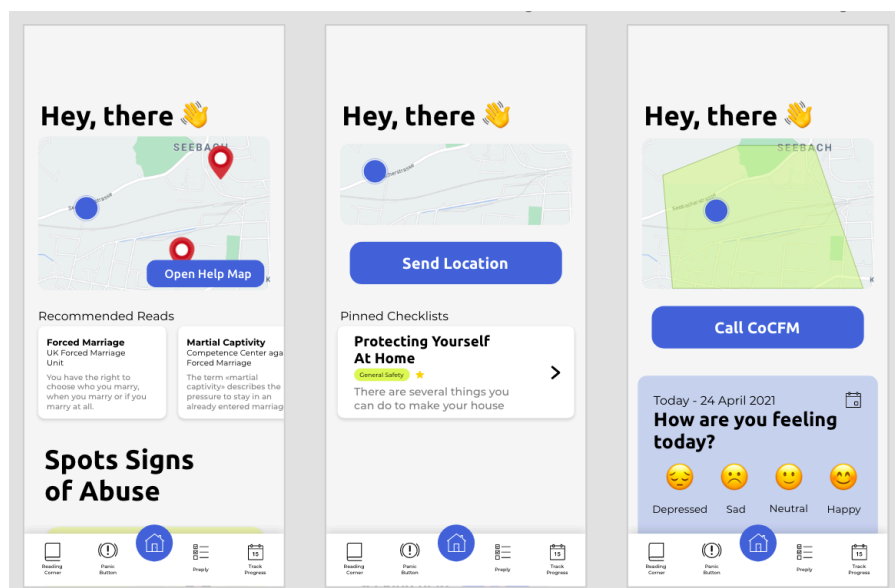 Hey, there 👋
SEEBACH
Open Help Map
Recommended Reads
Forced Marriage
UK Forced Marriage
Unit
You have the right to
choose who you marry,
when you marry or if you
marry at all.
Martial Captivity
Competence Center aga
Forced Marriage
The term «martial
captivity» describes the
pressure to stay in an
already entered marriag
Spots Signs
of Abuse
Reading
Corner
Panic
Button
Preply
15
Track
Progress
Hey, there 👋
Send Location
Pinned Checklists
Protecting Yourself
At Home
General Safety
There are several things you
can do to make your house
Reading
Corner
Panic
Button
Preply
15
Track
Progress
Hey, there 👋
SEEBACH
Call CoCFM
Today - 24 April 2021
How are you feeling
today?
Depressed
Sad
Neutral
Happy
Reading
Corner
Panic
Button
Preply
15
Track
Progress